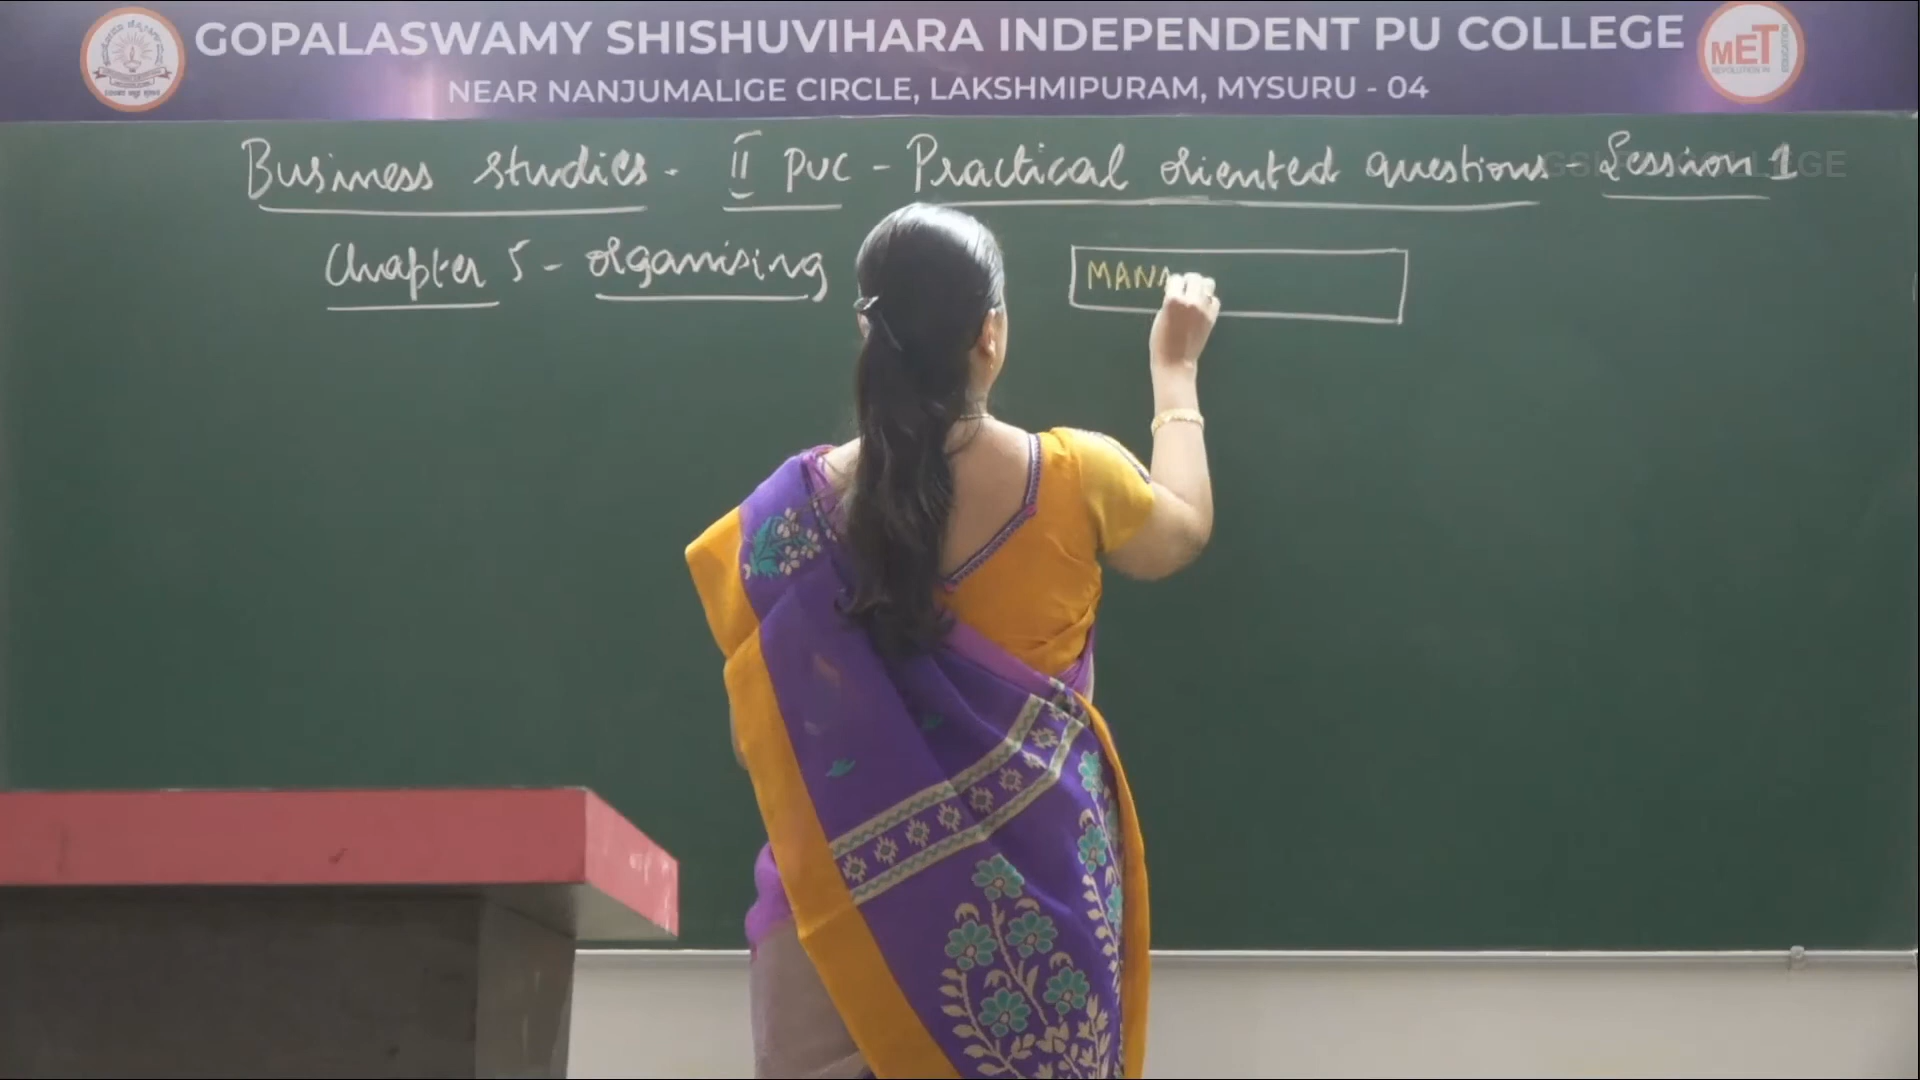 GOPALASWAMY SHISHUVIHARA INDEPENDENT PU COLLEGE
MET
NEAR NANJUMALIGE CIRCLE, LAKSHMIPURAM, MYSURU - 04
Business studies - II PUC - Practical oriented questions - Session 1
Chapter 5 - organising
MANA